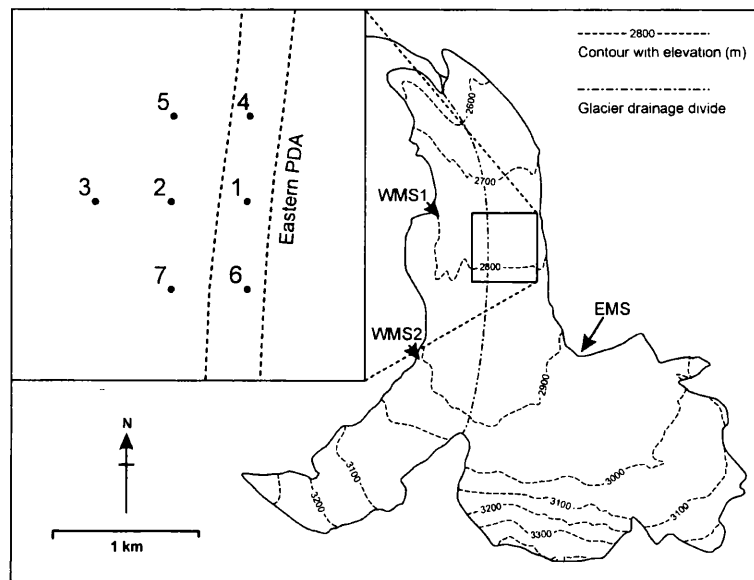 2800
Contour with elevation (m)
Glacier drainage divide
5
4
3
2
1
7
6
Eastern PDA
2600
2700
WMS1
2800
WMS2
EMS
2900
N
1 km
3100
3200
3000
3100
3200
3300
3100